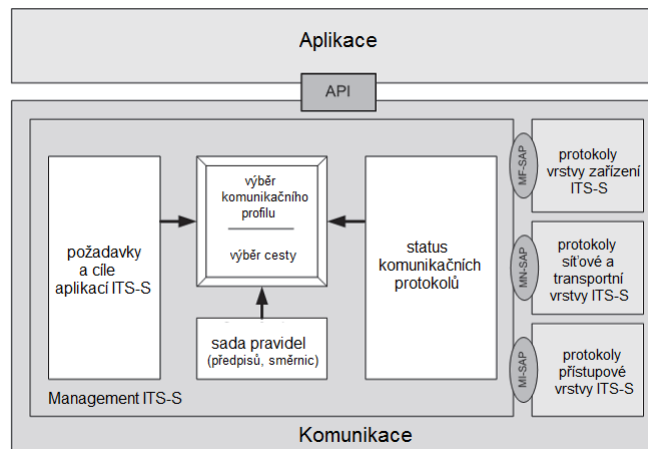 Aplikace
API
požadavky
a cíle
aplikací ITS-S
výběr
komunikačního
profilu
výběr cesty
sada pravidel
(předpisů, směrnic)
status
komunikačních
protokolů
Management ITS-S
MF-SAP
protokoly
vrstvy zařízení
ITS-S
MN-SAP
protokoly
síťové a
transportní
vrstvy ITS-S
MI-SAP
protokoly
přístupové
vrstvy ITS-S
Komunikace